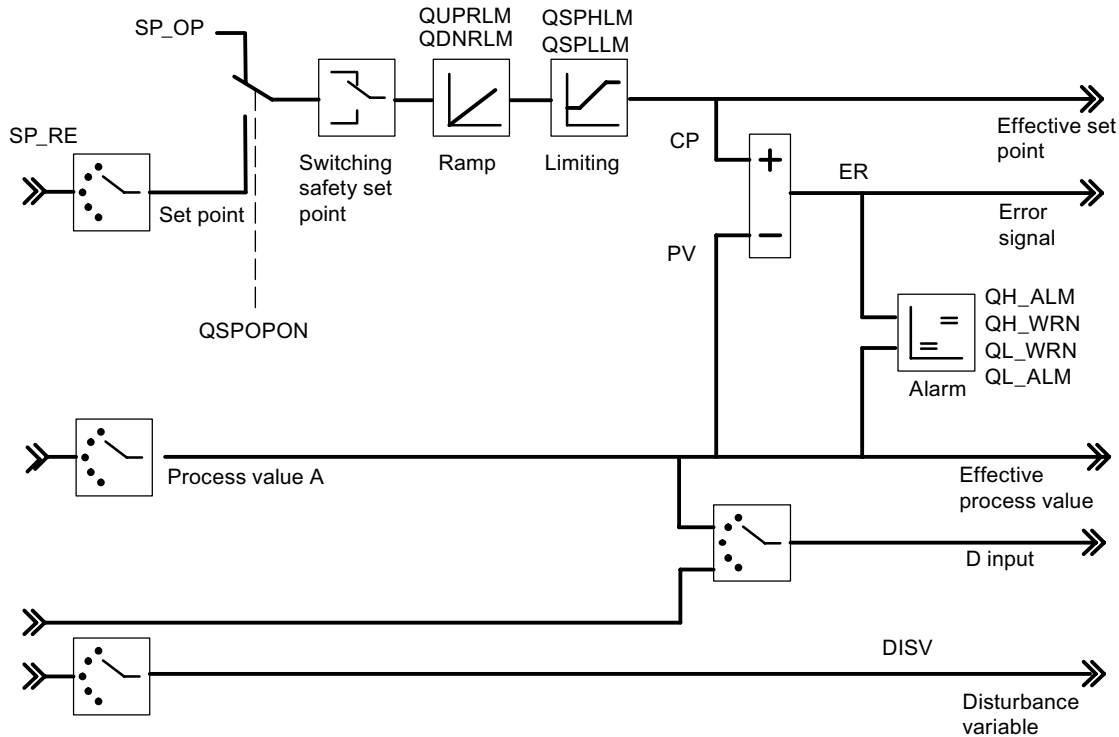 SP_OP
QUPRLM
QDNRLM
QSPHLM
QSPLLM
SP_RE
Set point
Switching
safety set
point
Ramp
Limiting
CP
Effective set
point
ER
Error
signal
PV
QSPOPON
QH_ALM
QH_WRN
QL_WRN
QL_ALM
Alarm
Process value A
Effective
process value
D input
DISV
Disturbance
variable